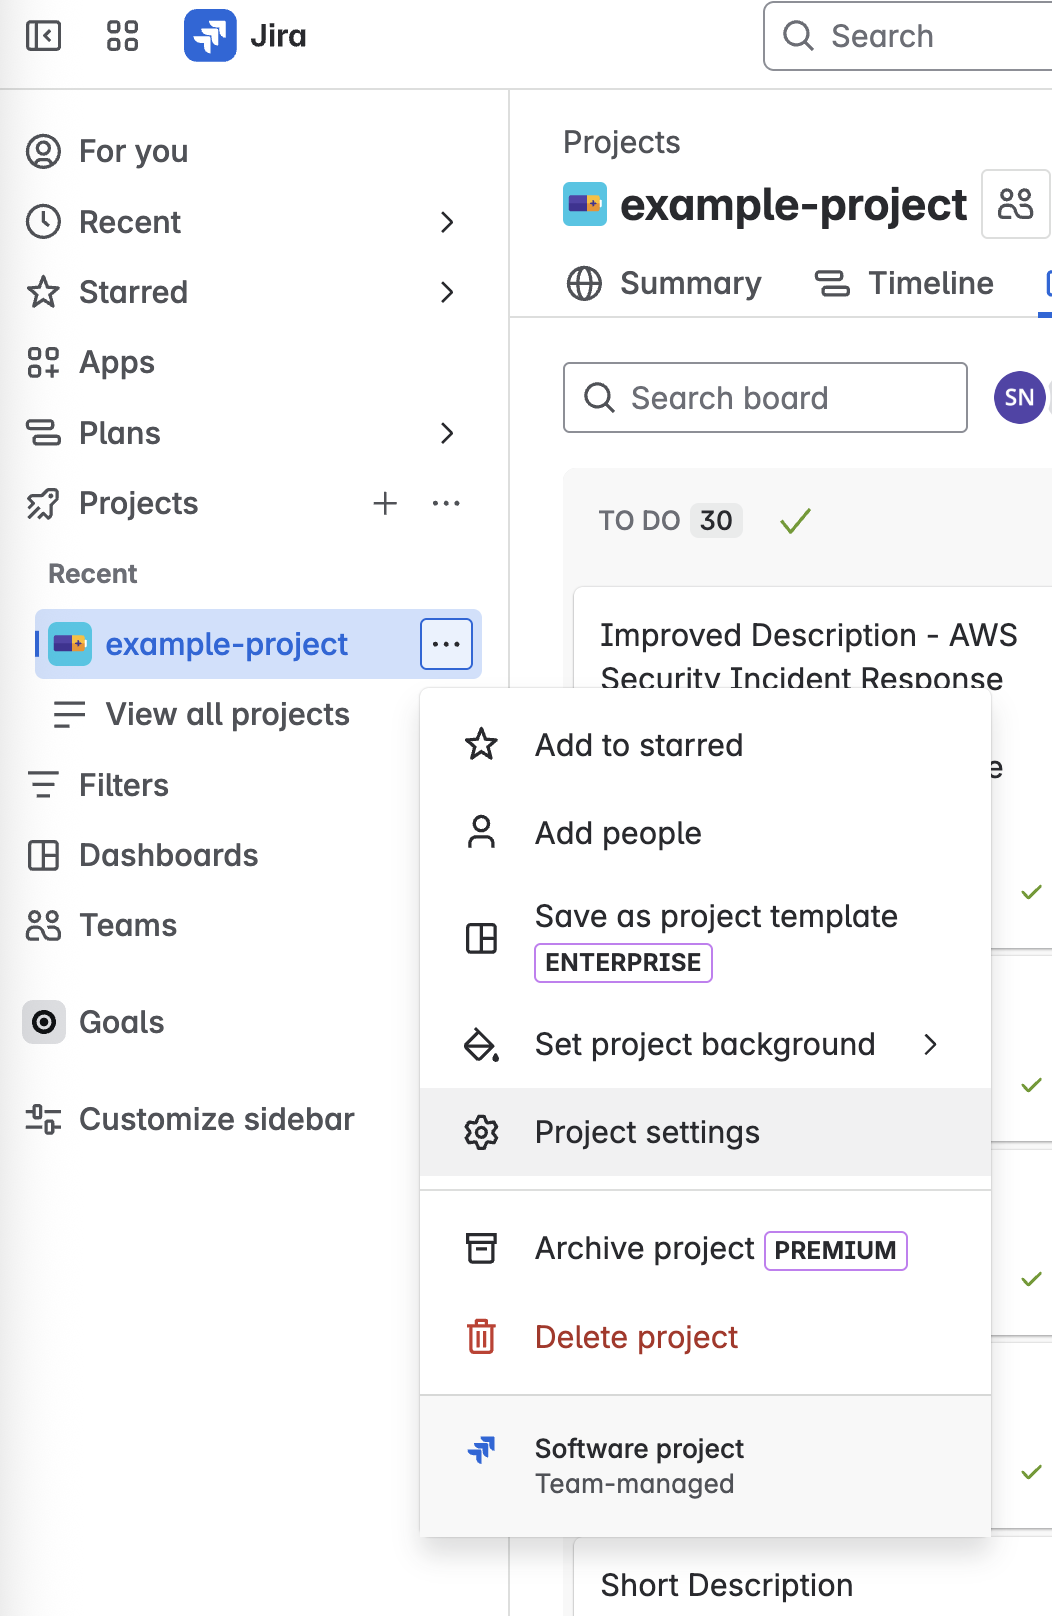 Jira
Search
For you
Recent
Starred
Apps
Plans
Projects
Recent
example-project
View all projects
Filters
Dashboards
Teams
Goals
Customize sidebar
Projects
example-project
Summary
Timeline
Search board
SN
TO DO 30
Improved Description - AWS
Security Incident Response
e
Add to starred
Add people
Save as project template
ENTERPRISE
Set project background
Project settings
Archive project PREMIUM
Delete project
Software project
Team-managed
Short Description